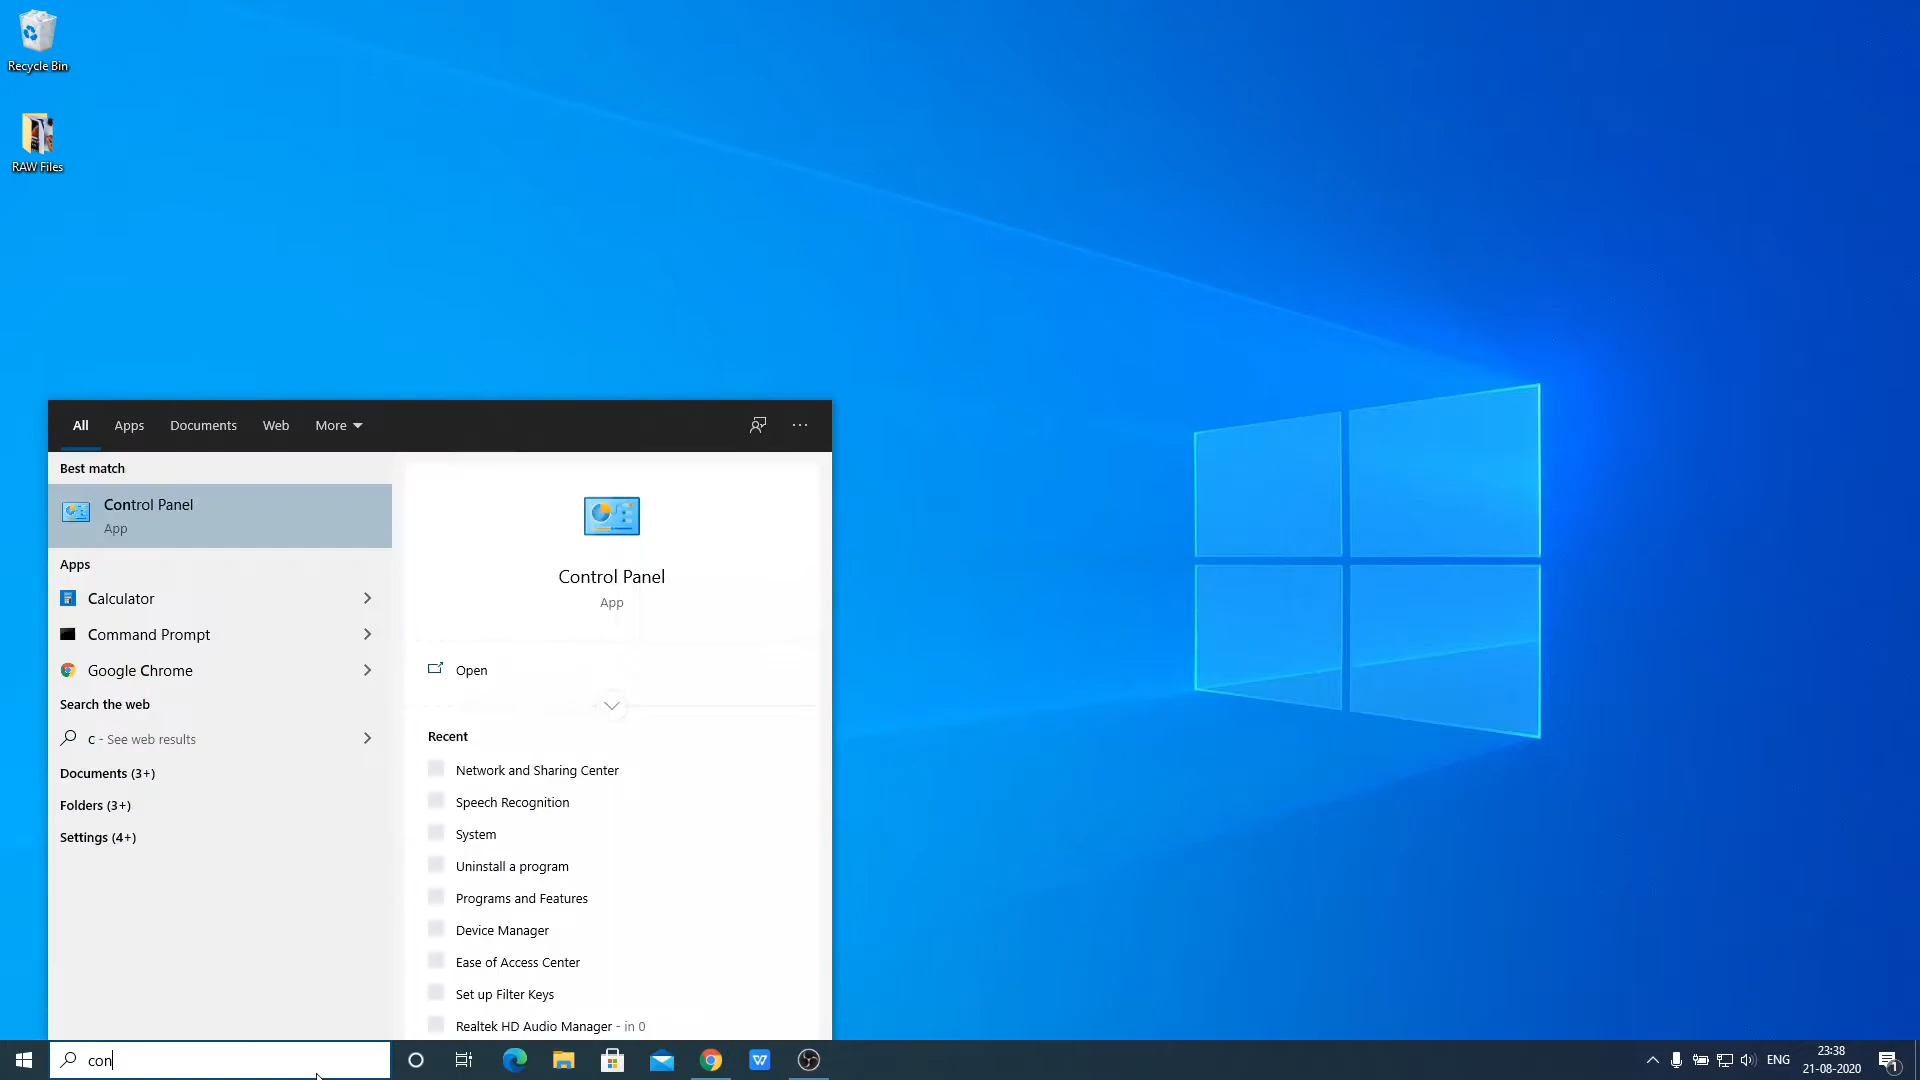 Recycle Bin
RAW Files
All Apps Documents Web More
Best match
Control Panel
App
Apps
Calculator
Command Prompt
Google Chrome
Search the web
c - See web results
Documents (3+)
Folders (3+)
Settings (4+)
Control Panel
App
Open
Recent
Network and Sharing Center
Speech Recognition
System
Uninstall a program
Programs and Features
Device Manager
Ease of Access Center
Set up Filter Keys
Realtek HD Audio Manager - in 0
con
ENG
23:38
21-08-2020
1